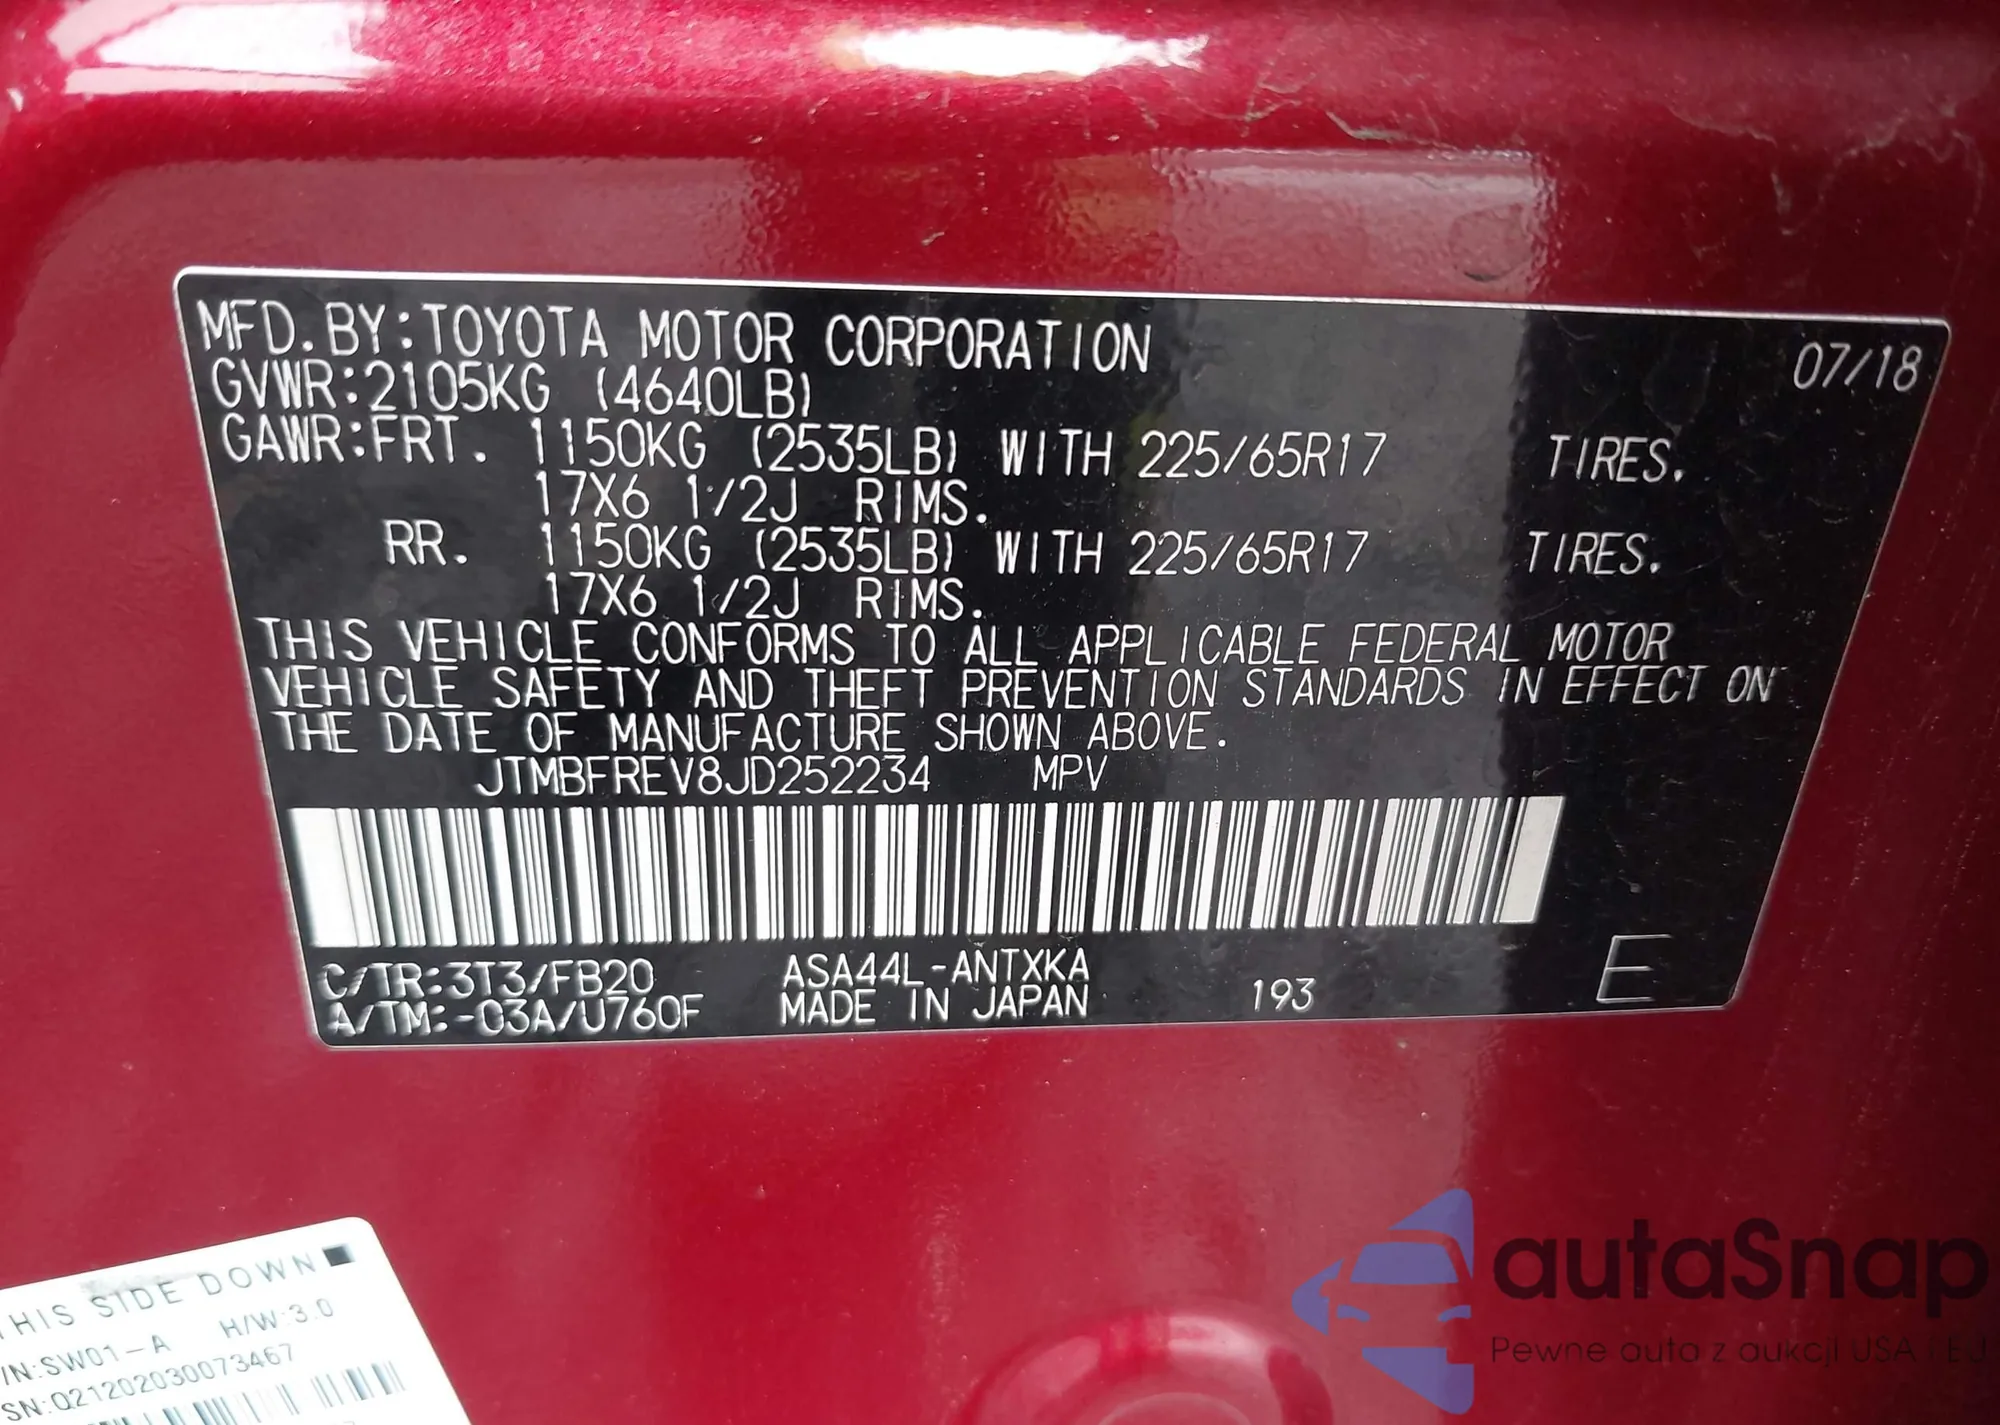 MFD.BY:TOYOTA MOTOR CORPORATION 07/18
GVWR:2105KG (4640LB)
GAWR:FRT. 1150KG (2535LB) WITH 225/65R17 TIRES.
17X6 1/2J RIMS.
RR. 1150KG (2535LB) WITH 225/65R17 TIRES.
17X6 1/2J RIMS.
THIS VEHICLE CONFORMS TO ALL APPLICABLE FEDERAL MOTOR
VEHICLE SAFETY AND THEFT PREVENTION STANDARDS IN EFFECT ON
THE DATE OF MANUFACTURE SHOWN ABOVE.
JTMBFREV8JD252234 MPV
C/TR:3T3/FB20 ASA44L-ANTXKA
A/TM:-03A/U760F MADE IN JAPAN 193 E
THIS SIDE DOWN
/N:SW01-A H/W:3.0
SN:Q21202030073467
autaSnap
Pewne auta z aukcji USA i EU